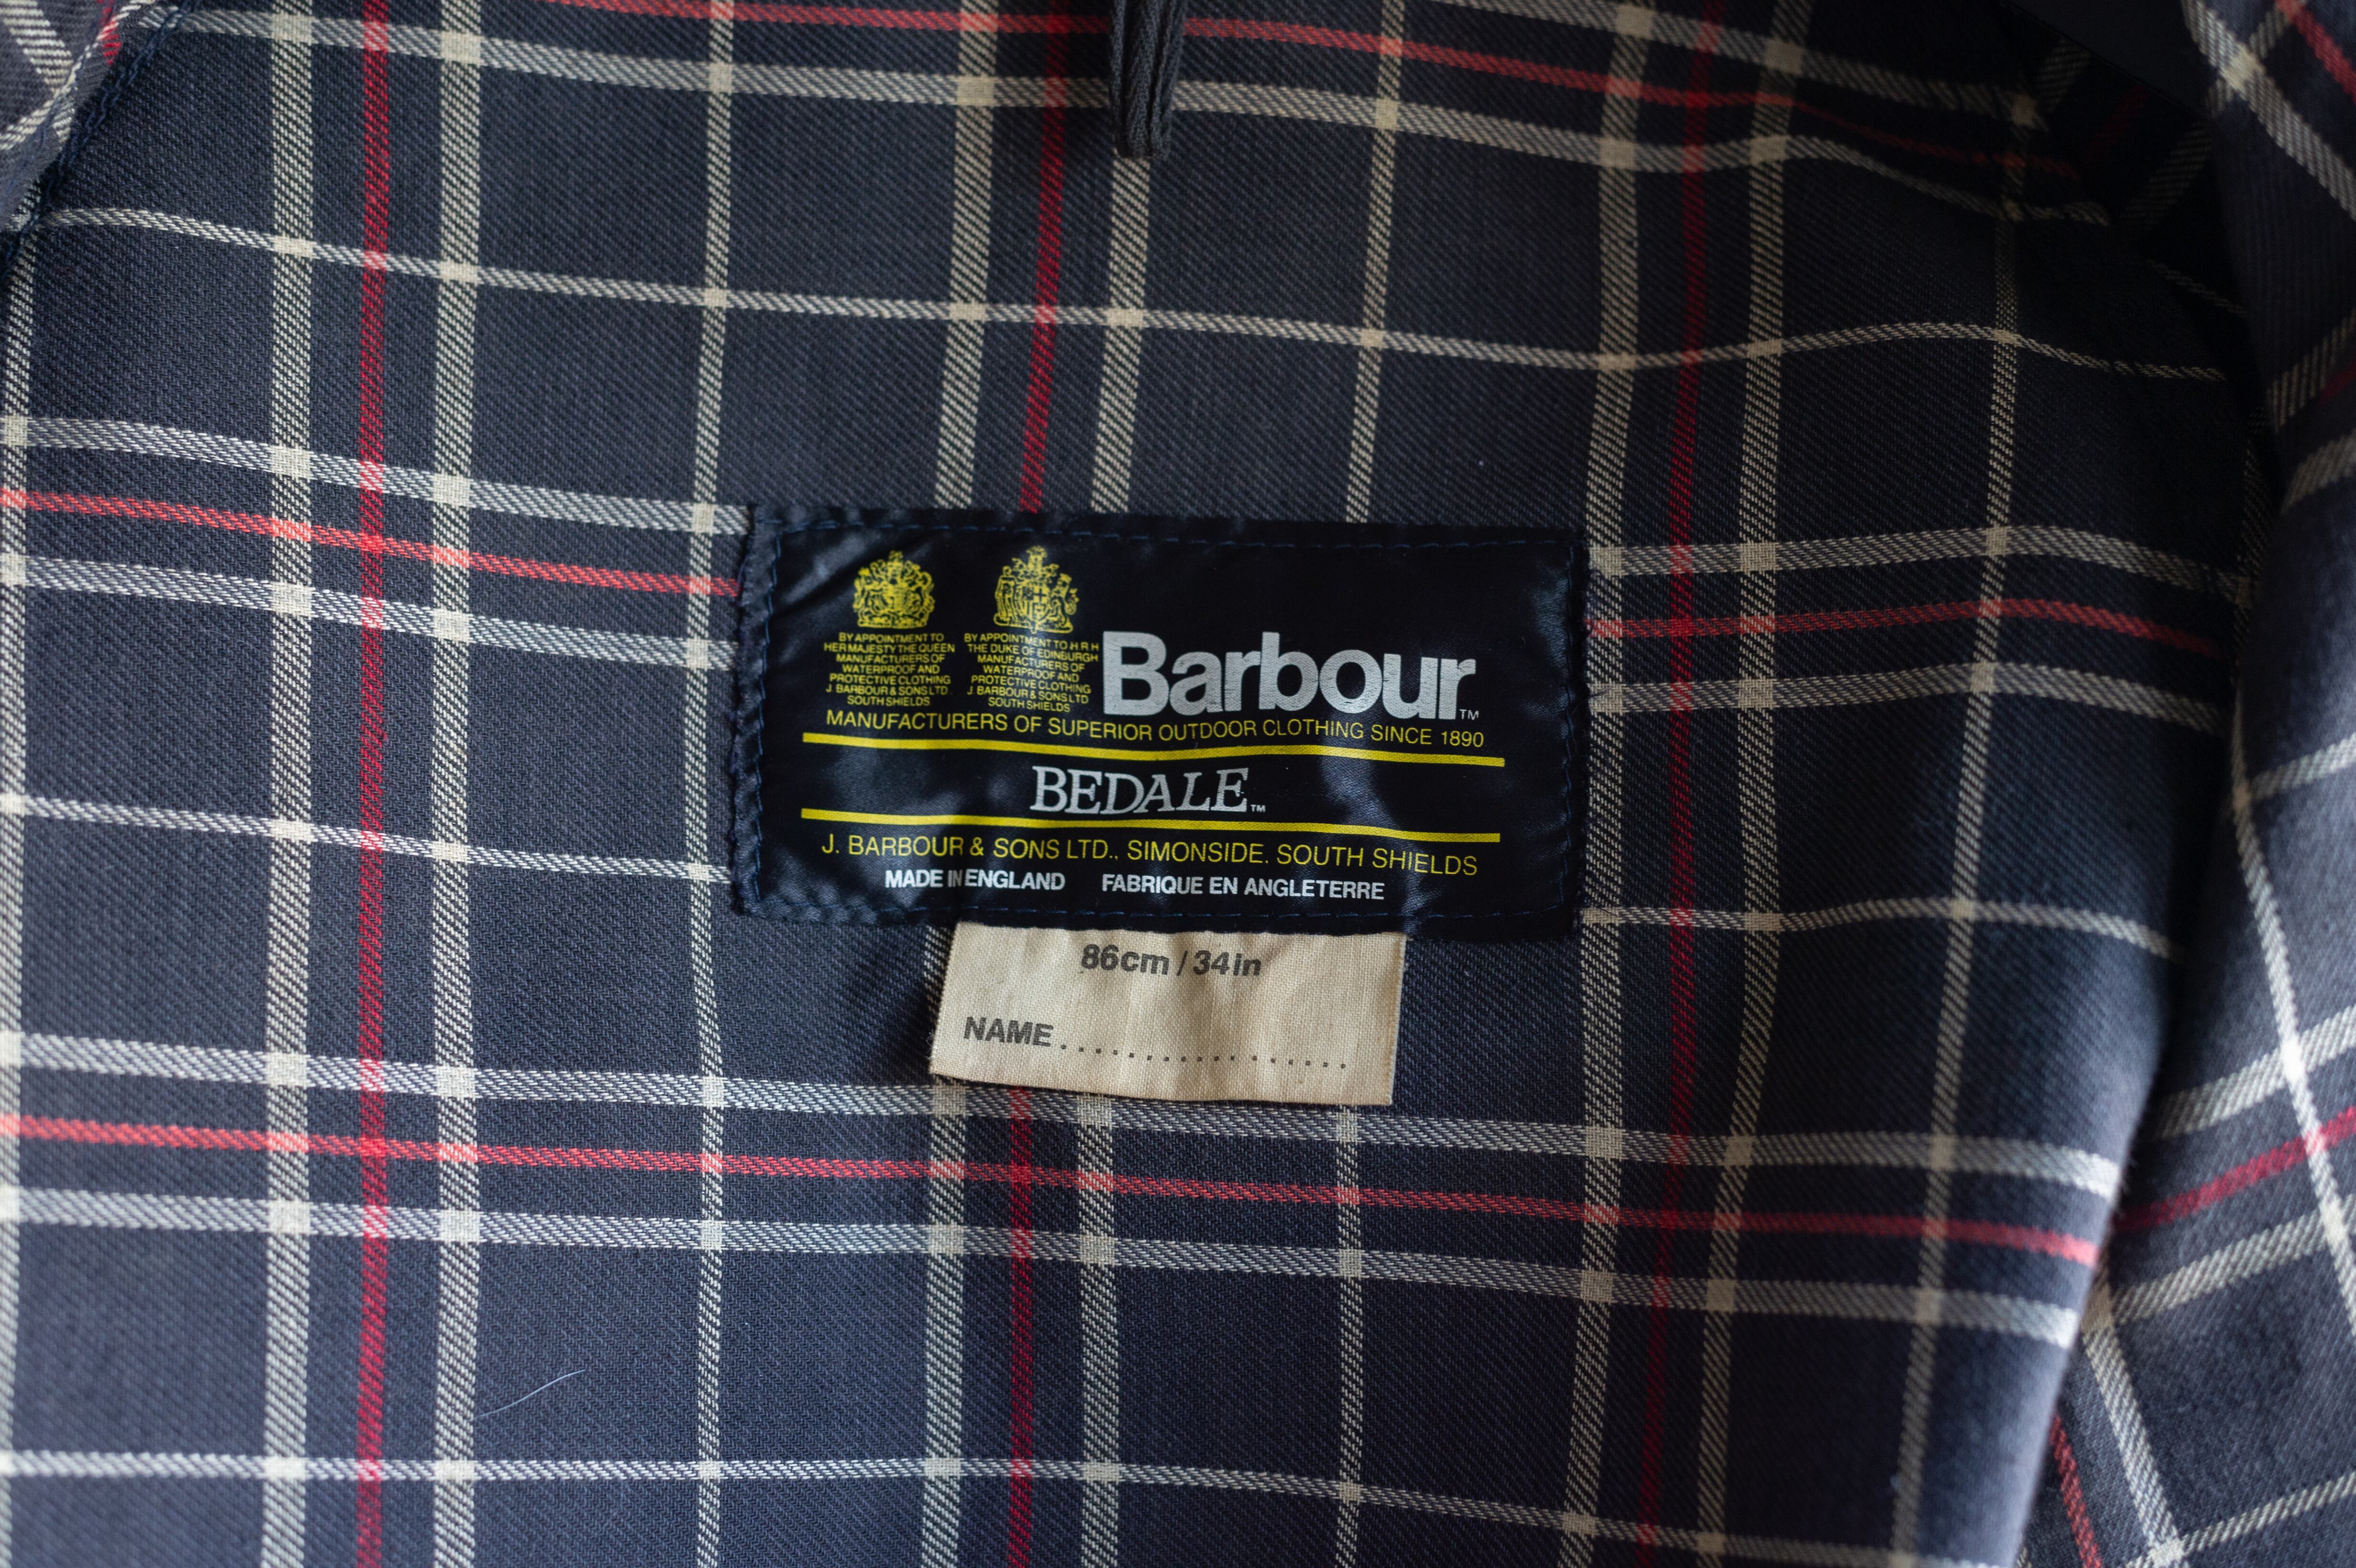 BY APPOINTMENT TO
HER MAJESTY THE QUEEN
MANUFACTURERS OF
WATERPROOF AND
PROTECTIVE CLOTHING
J. BARBOUR & SONS LTD.
SOUTH SHIELDS
BY APPOINTMENT TO H R H
THE DUKE OF EDINBURGH
MANUFACTURERS OF
WATERPROOF AND
PROTECTIVE CLOTHING
J. BARBOUR & SONS LTD
SOUTH SHIELDS
Barbour™
MANUFACTURERS OF SUPERIOR OUTDOOR CLOTHING SINCE 1890
BEDALE™
J. BARBOUR & SONS LTD., SIMONSIDE. SOUTH SHIELDS
MADE IN ENGLAND FABRIQUE EN ANGLETERRE
86cm / 34in
NAME.................